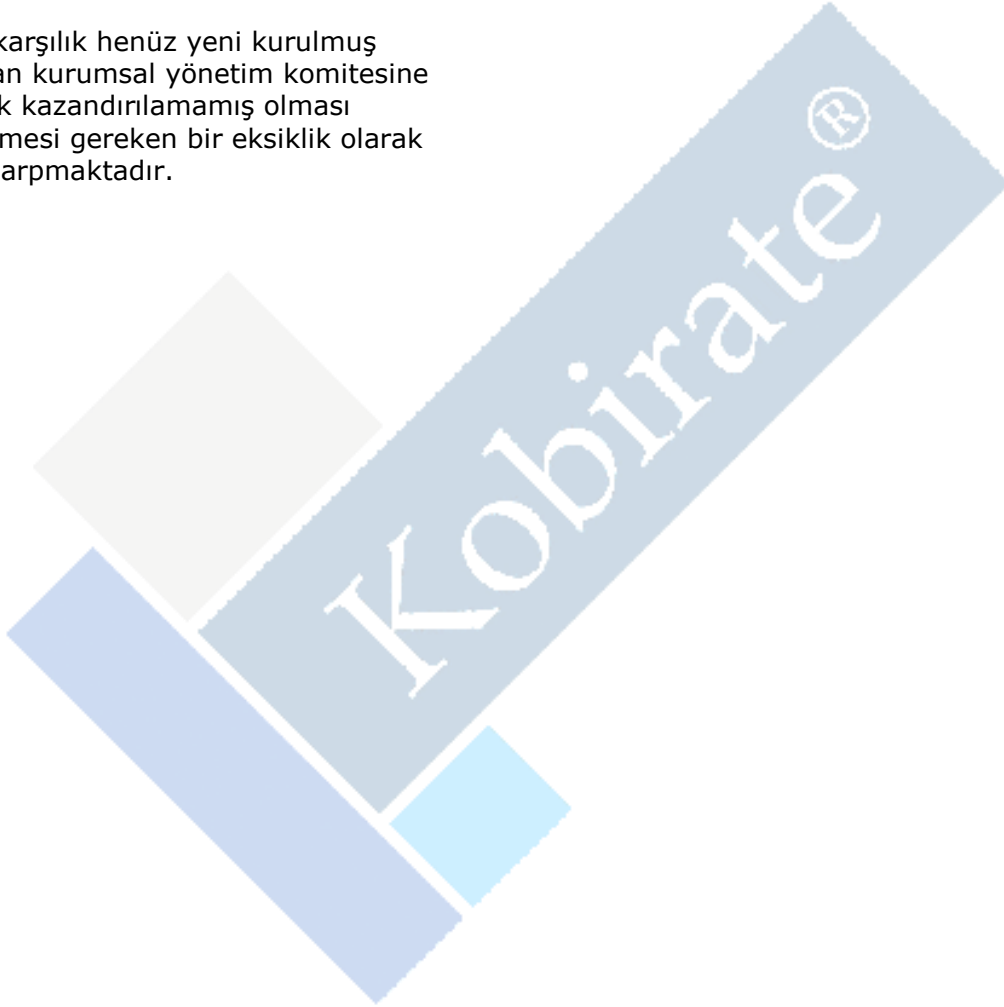 karşılık henüz yeni kurulmuş
an kurumsal yönetim komitesine
k kazandırılamamış olması
mesi gereken bir eksiklik olarak
arpmaktadır.
Kobirate ®